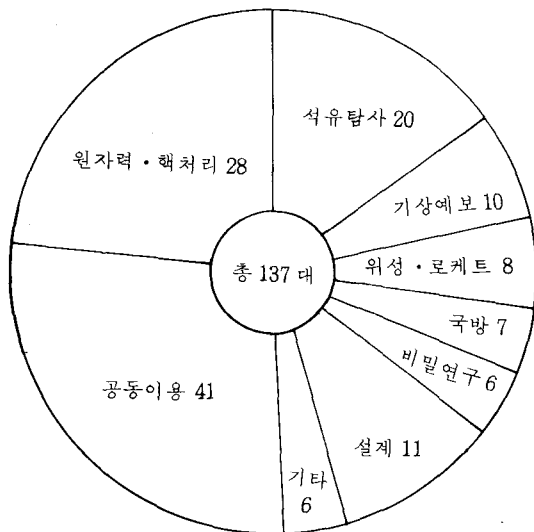 석유탐사 20
기상예보 10
위성·로케트 8
국방 7
비밀연구 6
설계 11
기타
6
공동이용 41
원자력·핵처리 28
총 137 대